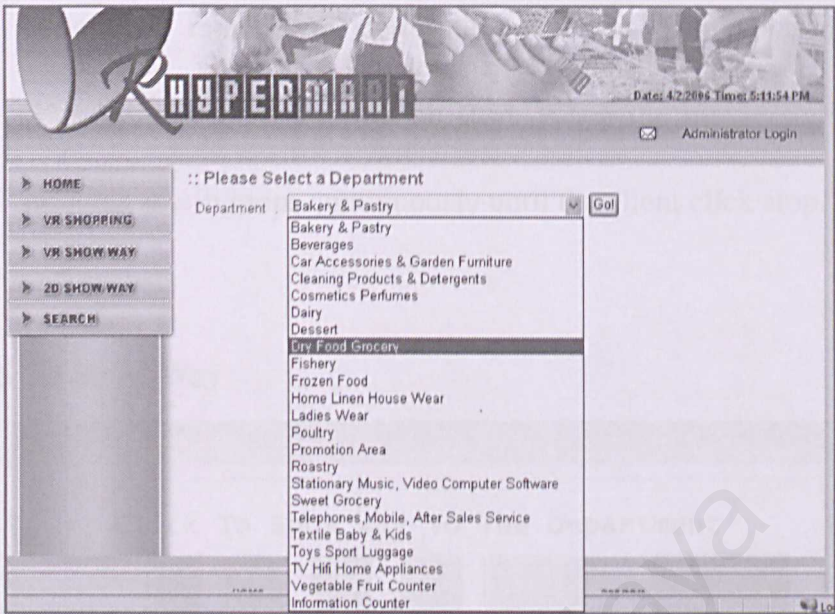 R HYPERMART
Date: 4/2/2006 Time: 5:11:54 PM
Administrator Login
HOME
VR SHOPPING
VR SHOW WAY
2D SHOW WAY
SEARCH
:: Please Select a Department
Department Bakery & Pastry Go!
Bakery & Pastry
Beverages
Car Accessories & Garden Furniture
Cleaning Products & Detergents
Cosmetics Perfumes
Dairy
Dessert
Dry Food Grocery
Fishery
Frozen Food
Home Linen House Wear
Ladies Wear
Poultry
Promotion Area
Roastry
Stationary Music, Video Computer Software
Sweet Grocery
Telephones,Mobile, After Sales Service
Textile Baby & Kids
Toys Sport Luggage
TV Hifi Home Appliances
Vegetable Fruit Counter
Information Counter